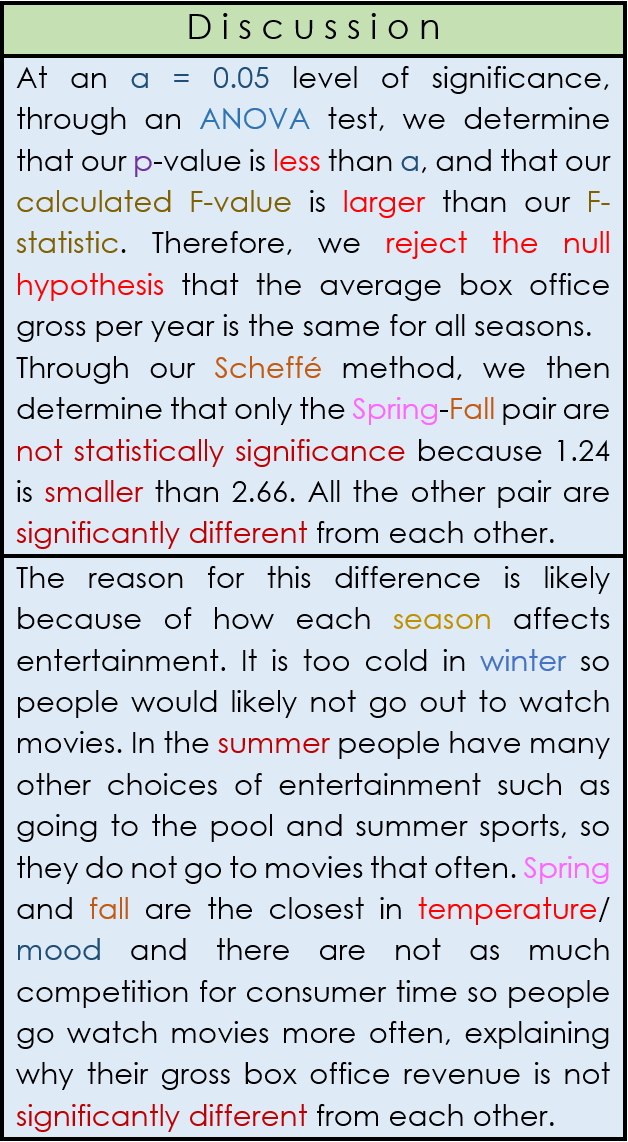 Discussion
At an a = 0.05 level of significance,
through an ANOVA test, we determine
that our p-value is less than a, and that our
calculated F-value is larger than our F-
statistic. Therefore, we reject the null
hypothesis that the average box office
gross per year is the same for all seasons.
Through our Scheffé method, we then
determine that only the Spring-Fall pair are
not statistically significance because 1.24
is smaller than 2.66. All the other pair are
significantly different from each other.
The reason for this difference is likely
because of how each season affects
entertainment. It is too cold in winter so
people would likely not go out to watch
movies. In the summer people have many
other choices of entertainment such as
going to the pool and summer sports, so
they do not go to movies that often. Spring
and fall are the closest in temperature/
mood and there are not as much
competition for consumer time so people
go watch movies more often, explaining
why their gross box office revenue is not
significantly different from each other.